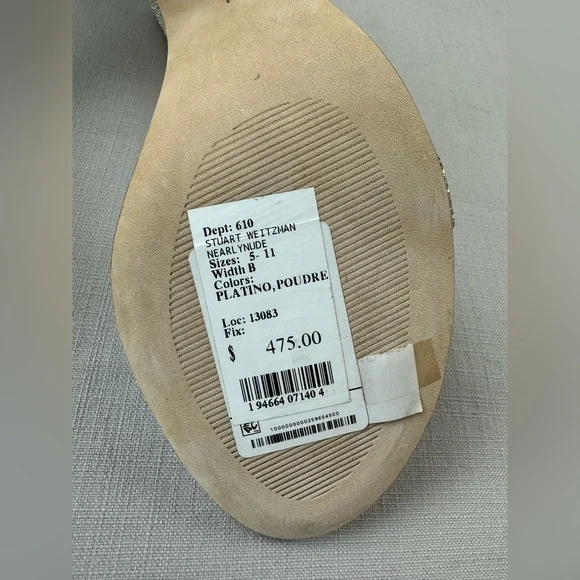 Dept: 610
STUART WEITZMAN
NEARLYNUDE
Sizes: 5- 11
Width B
Colors:
PLATINO,POUDRE
Loc: 13083
Fix:
$ 475.00
1 94664 07140 4
1000000000259654500